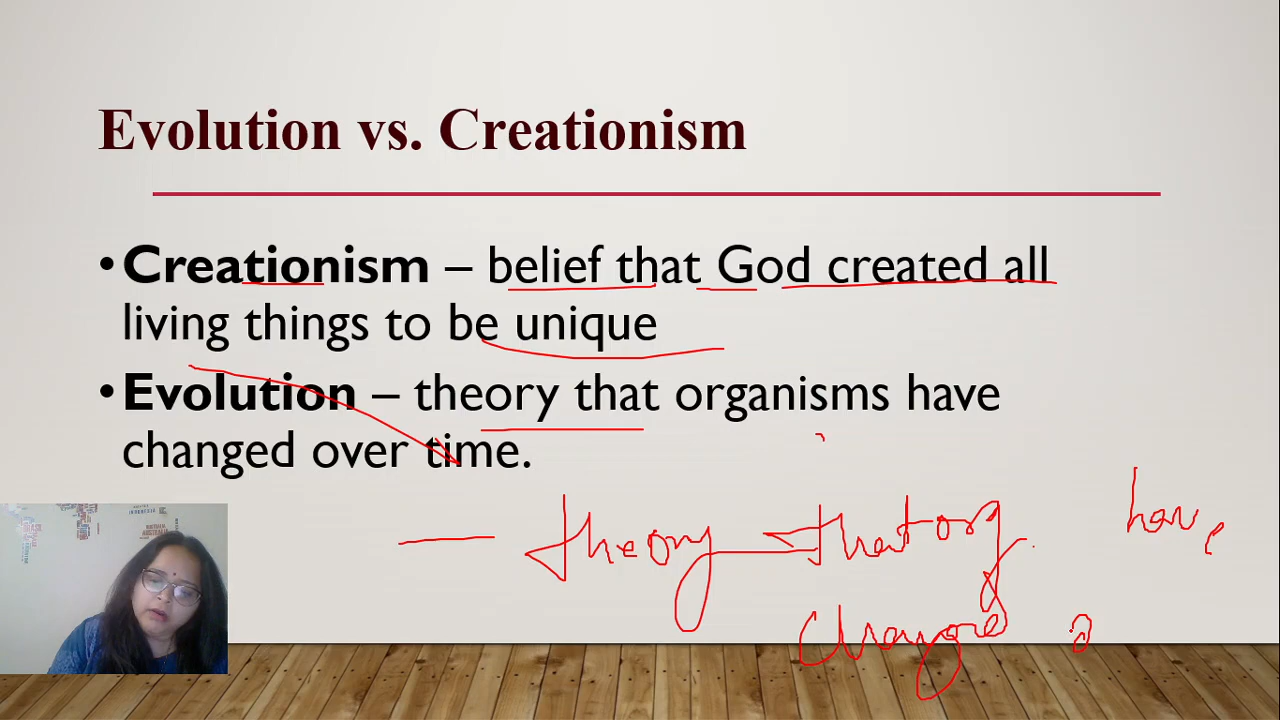 Evolution vs. Creationism
•Creationism – belief that God created all
living things to be unique
•Evolution – theory that organisms have
changed over time.
— theory that org have
changed